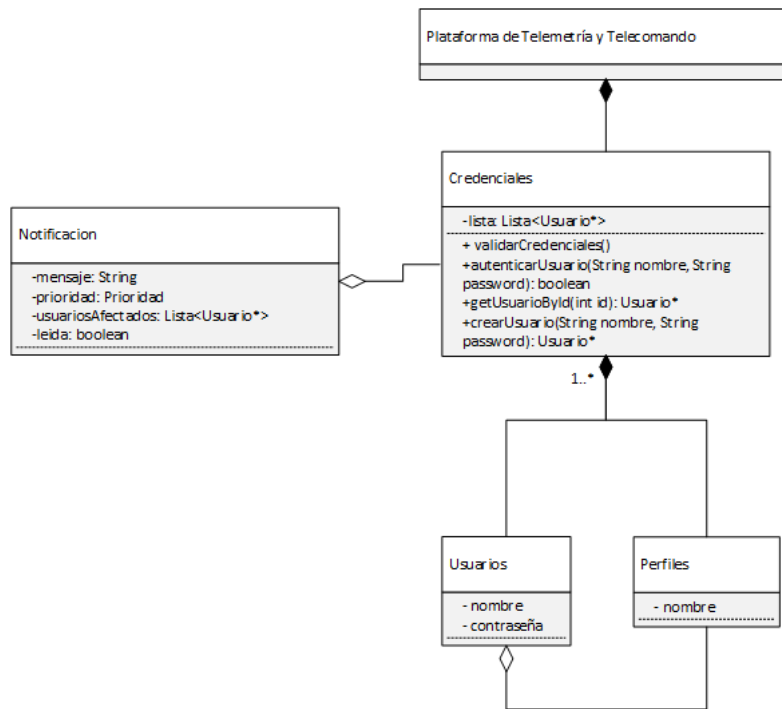 Plataforma de Telemetría y Telecomando
Credenciales
-lista: Lista<Usuario*>
+ validarCredenciales()
+autenticarUsuario(String nombre, String
password): boolean
+getUsuarioById(int id): Usuario*
+crearUsuario(String nombre, String
password): Usuario*
Notificacion
-mensaje: String
-prioridad: Prioridad
-usuariosAfectados: Lista<Usuario*>
-leida: boolean
1..*
Usuarios
- nombre
- contraseña
Perfiles
- nombre